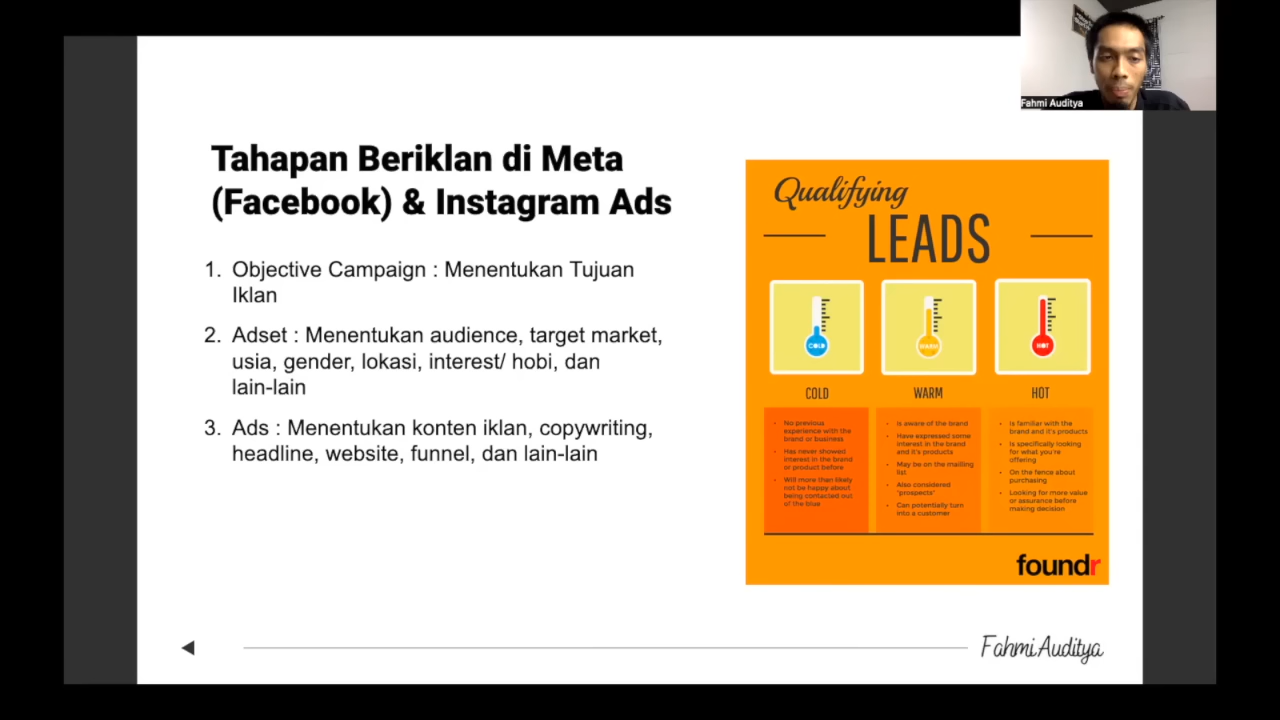 Fahmi Auditya
Tahapan Beriklan di Meta
(Facebook) & Instagram Ads
1. Objective Campaign : Menentukan Tujuan
Iklan
2. Adset : Menentukan audience, target market,
usia, gender, lokasi, interest/ hobi, dan
lain-lain
3. Ads : Menentukan konten iklan, copywriting,
headline, website, funnel, dan lain-lain
Qualifying
LEADS
COLD
WARM
HOT
COLD
• No previous
experience with the
brand or business
• Has never showed
interest in the brand
or product before
• Will more than likely
not be happy about
being contacted out
of the blue
WARM
• Is aware of the brand
• Have expressed some
interest in the brand
and it's products
• May be on the mailing
list
• Also considered
"prospects"
• Can potentially turn
into a customer
HOT
• Is familiar with the
brand and it's products
• Is specifically looking
for what you're
offering
• On the fence about
purchasing
• Looking for more value
or assurance before
making decision
foundr
Fahmi Auditya